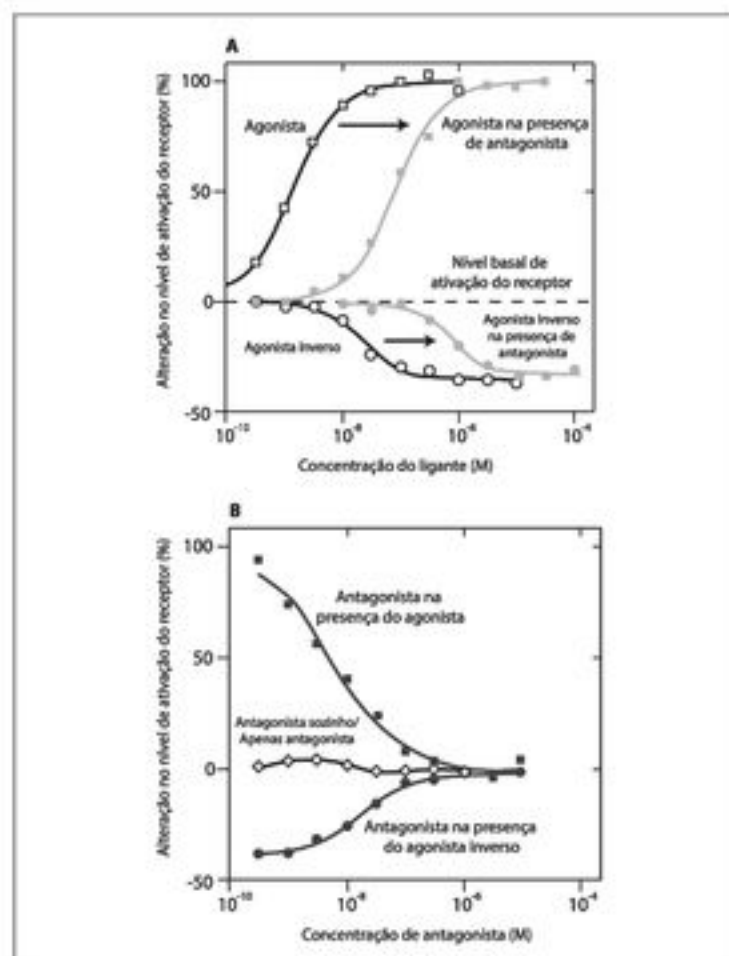 A
Alteração no nível de ativação do receptor (%)
100
50
0
-50
Agonista
Agonista na presença
de antagonista
Nível basal de
ativação do receptor
Agonista Inverso
Agonista Inverso
na presença de
antagonista
10⁻¹⁰
10⁻⁸
10⁻⁶
Concentração do ligante (M)
B
Alteração no nível de ativação do receptor (%)
100
50
0
-50
Antagonista na
presença do agonista
Antagonista sozinho/
Apenas antagonista
Antagonista na presença
do agonista inverso
10⁻¹⁰
10⁻⁸
10⁻⁶
10⁻⁴
Concentração de antagonista (M)